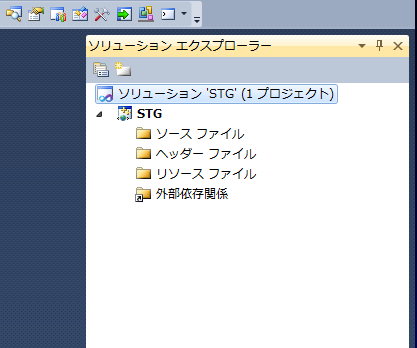 ソリューション エクスプローラー
ソリューション 'STG' (1 プロジェクト)
STG
ソース ファイル
ヘッダー ファイル
リソース ファイル
外部依存関係